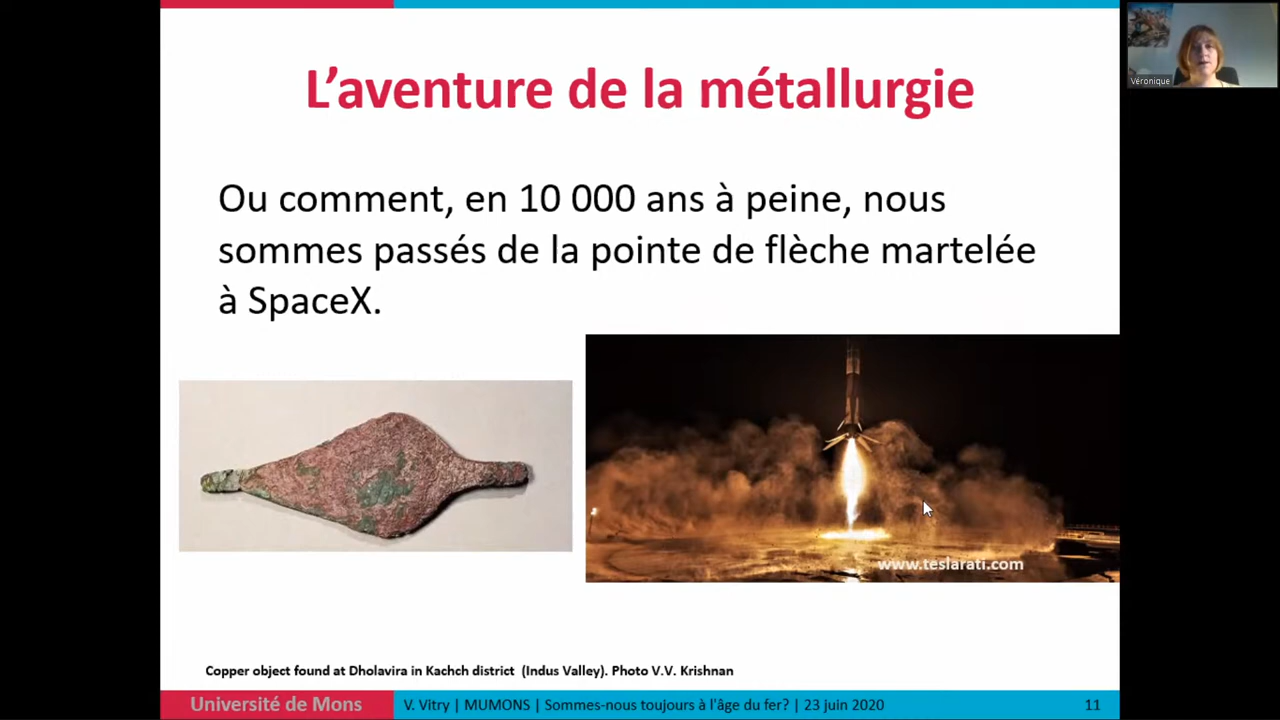 L'aventure de la métallurgie
Véronique
Ou comment, en 10 000 ans à peine, nous
sommes passés de la pointe de flèche martelée
à SpaceX.
www.teslarati.com
Copper object found at Dholavira in Kachch district (Indus Valley). Photo V.V. Krishnan
Université de Mons
V. Vitry | MUMONS | Sommes-nous toujours à l'âge du fer? | 23 juin 2020
11